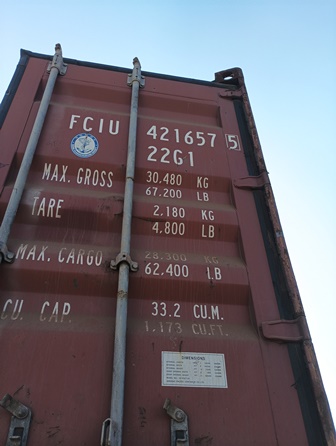 FCIU 421657 5
22G1
MAX. GROSS 30.480 KG
67.200 LB
TARE 2.180 KG
4.800 LB
MAX. CARGO 28.300 KG
62.400 LB
CU. CAP. 33.2 CU.M.
1.173 CU.FT.
DIMENSIONS